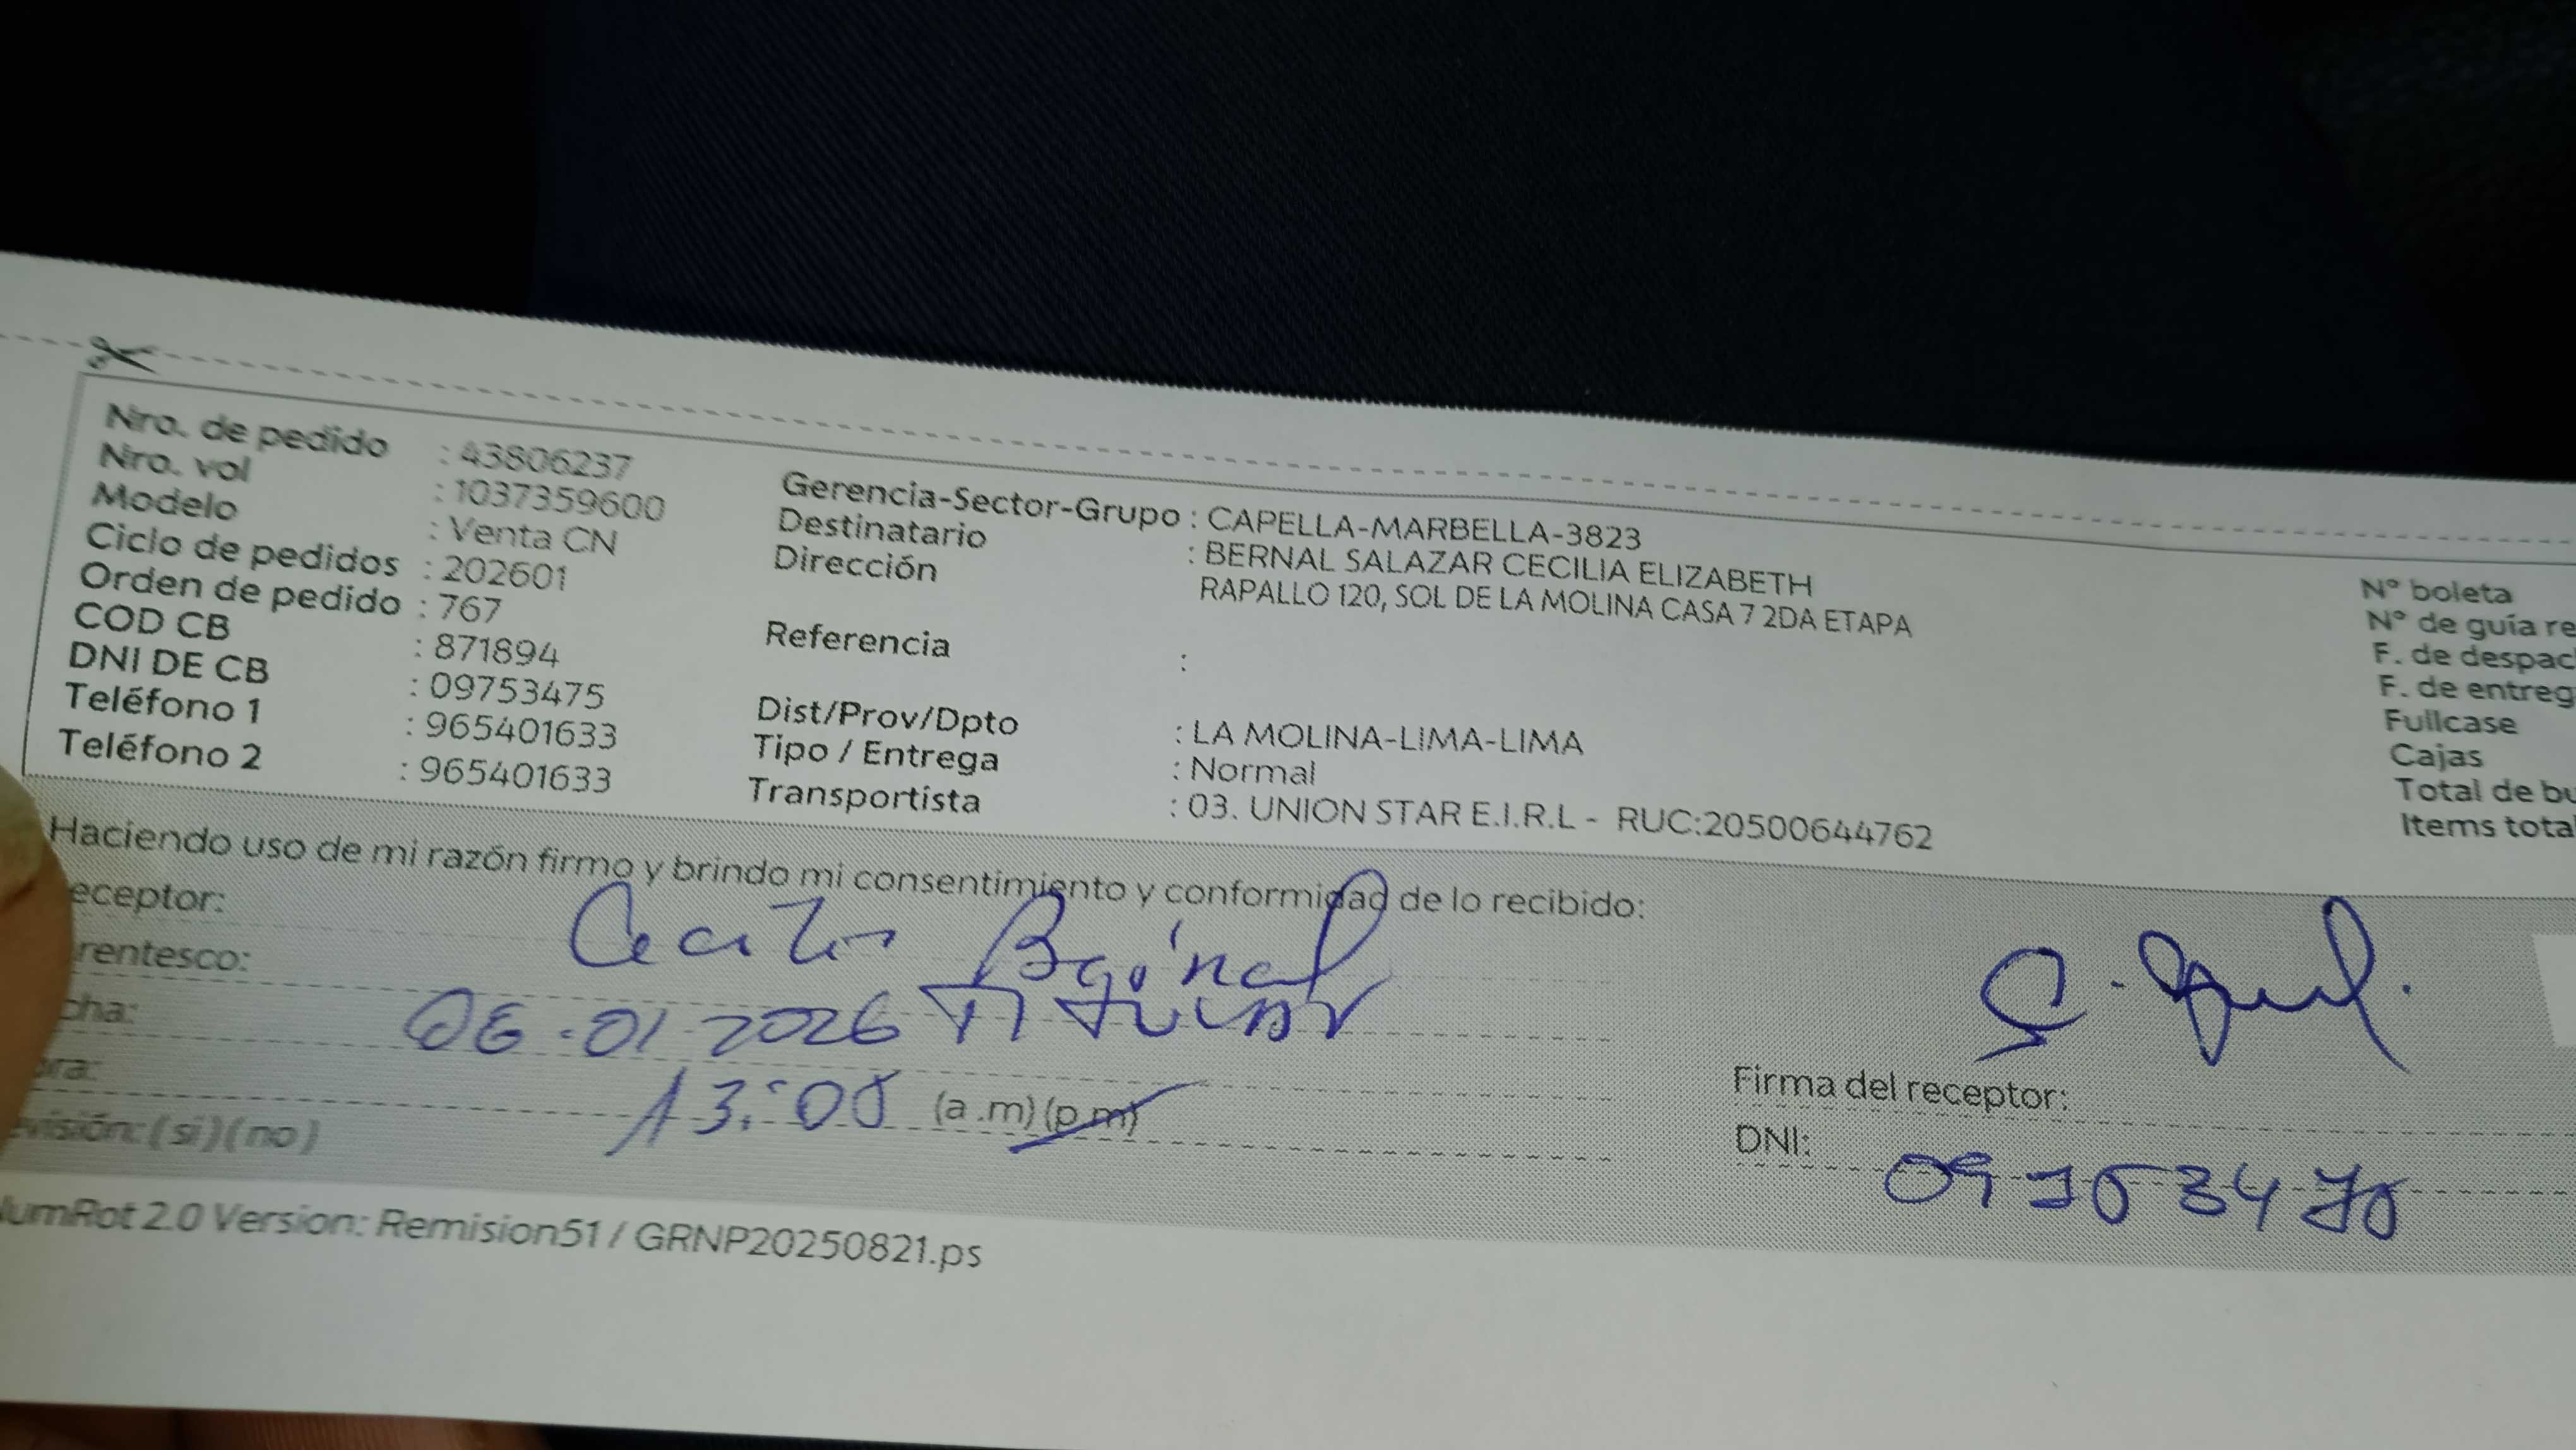 Nro. de pedido : 43806237
Nro. vol : 1037359600
Modelo : Venta CN
Ciclo de pedidos : 202601
Orden de pedido : 767
COD CB : 871894
DNI DE CB : 09753475
Teléfono 1 : 965401633
Teléfono 2 : 965401633
Gerencia-Sector-Grupo : CAPELLA-MARBELLA-3823
Destinatario : BERNAL SALAZAR CECILIA ELIZABETH
Dirección RAPALLO 120, SOL DE LA MOLINA CASA 7 2DA ETAPA
Referencia :
Dist/Prov/Dpto : LA MOLINA-LIMA-LIMA
Tipo / Entrega : Normal
Transportista : 03. UNION STAR E.I.R.L - RUC:20500644762
N° boleta
N° de guía re
F. de despac
F. de entreg
Fullcase
Cajas
Total de bu
Items total
Haciendo uso de mi razón firmo y brindo mi consentimiento y conformidad de lo recibido:
eceptor: Cecilia
rentesco:
cha: 06-01-2026
ora: 13:00 (a.m)(p.m)
evisión: (si)(no)
Firma del receptor:
DNI:
NumRot 2.0 Version: Remision51 / GRNP20250821.ps